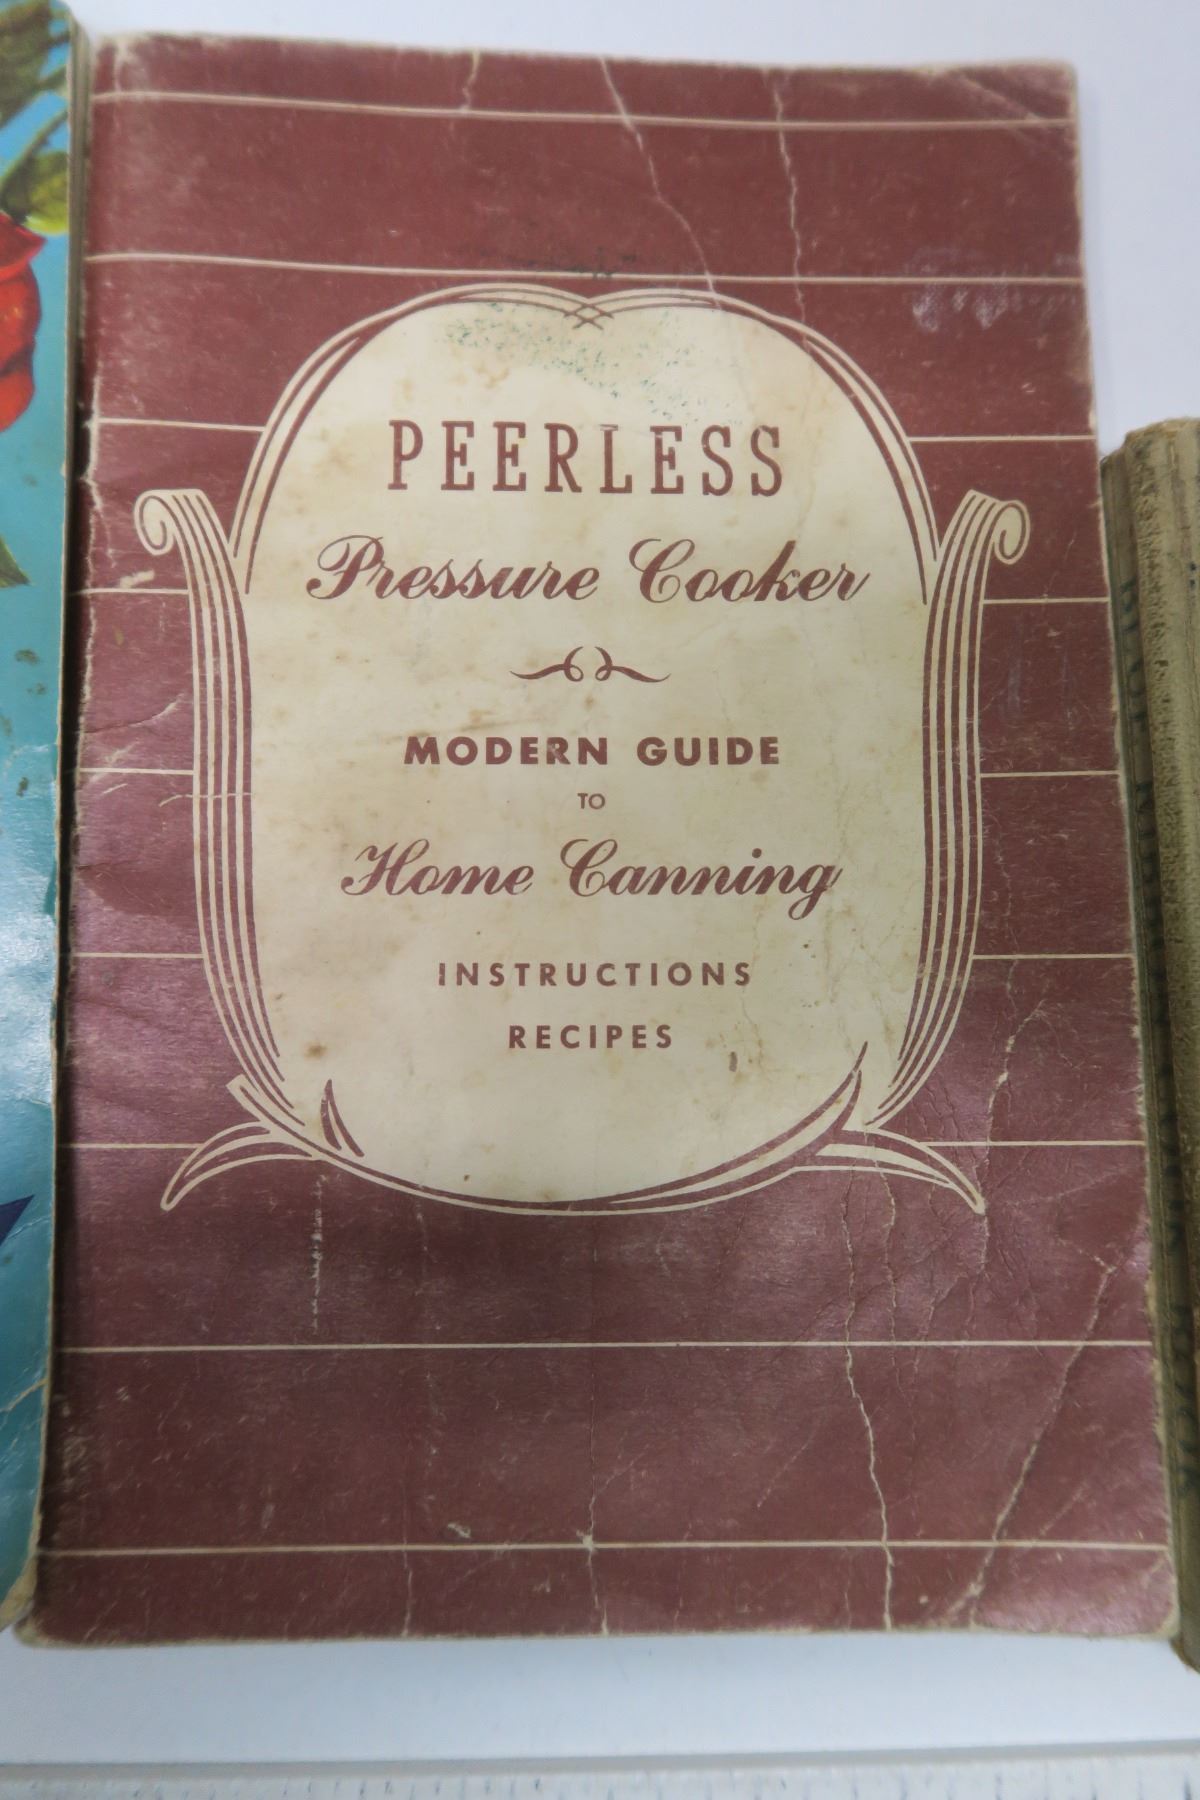 PEERLESS
Pressure Cooker
MODERN GUIDE
TO
Home Canning
INSTRUCTIONS
RECIPES